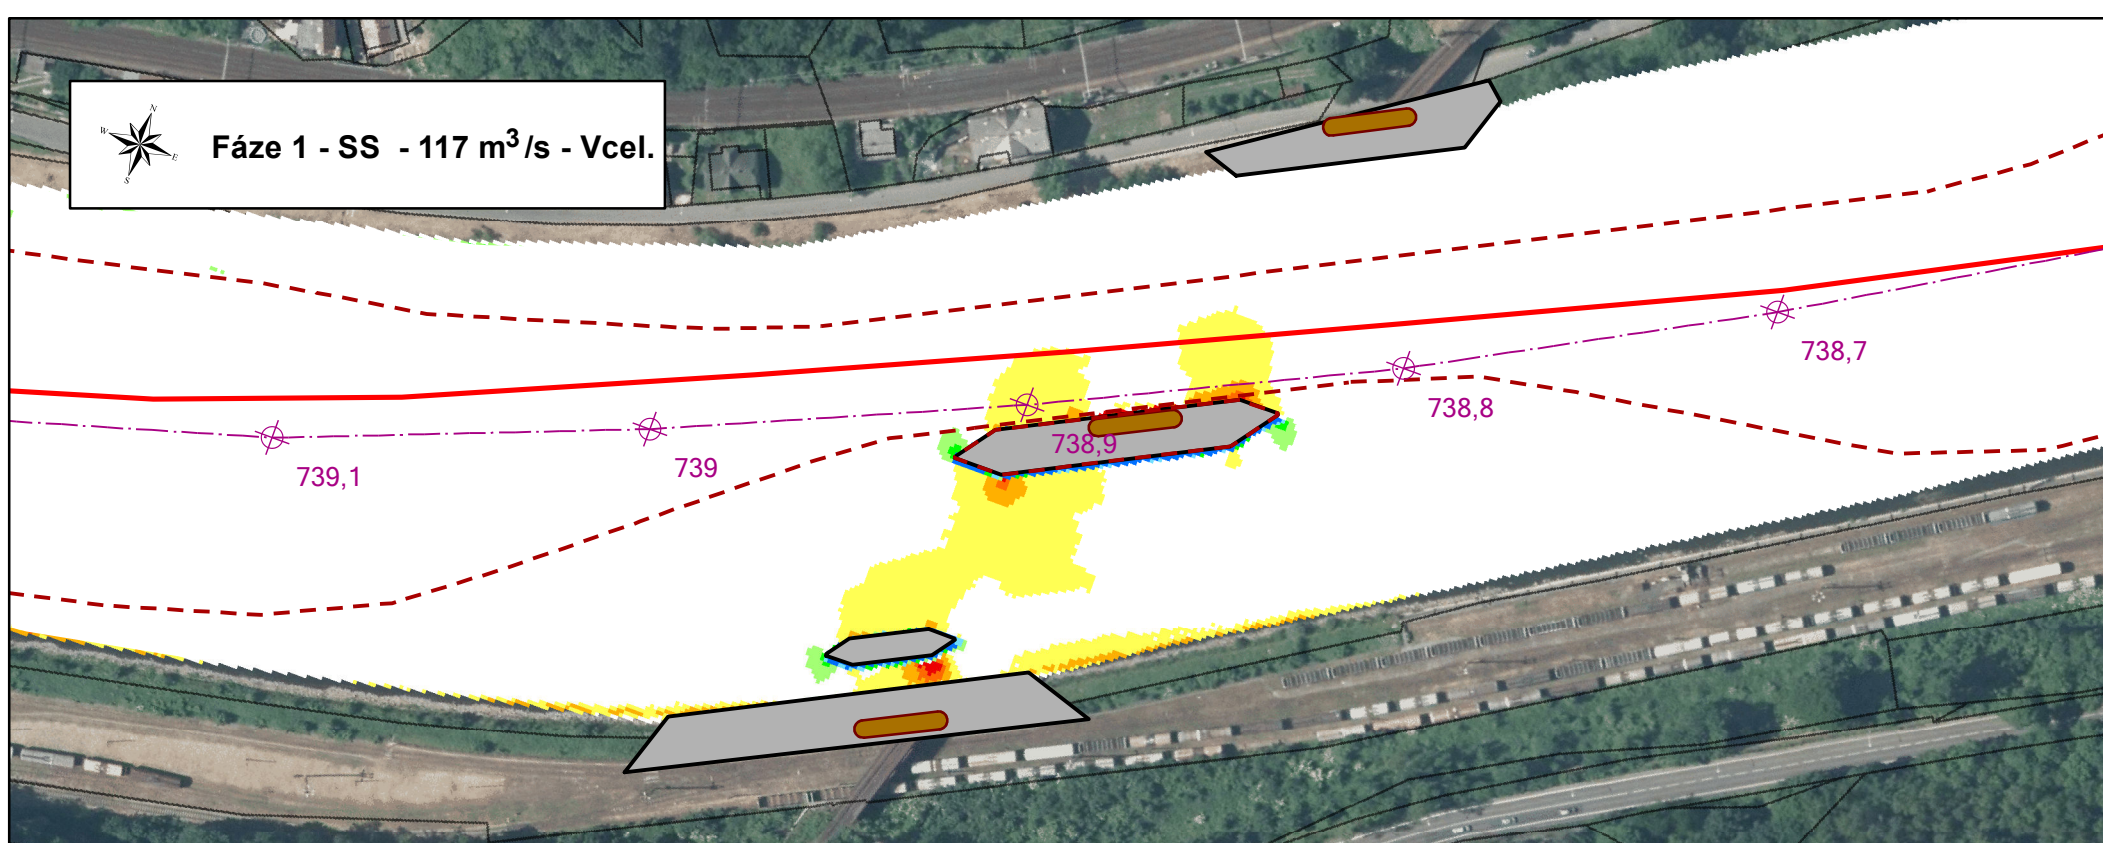 N
W
E
S
Fáze 1 - SS - 117 m³/s - Vcel.
738,7
738,8
738,9
739
739,1